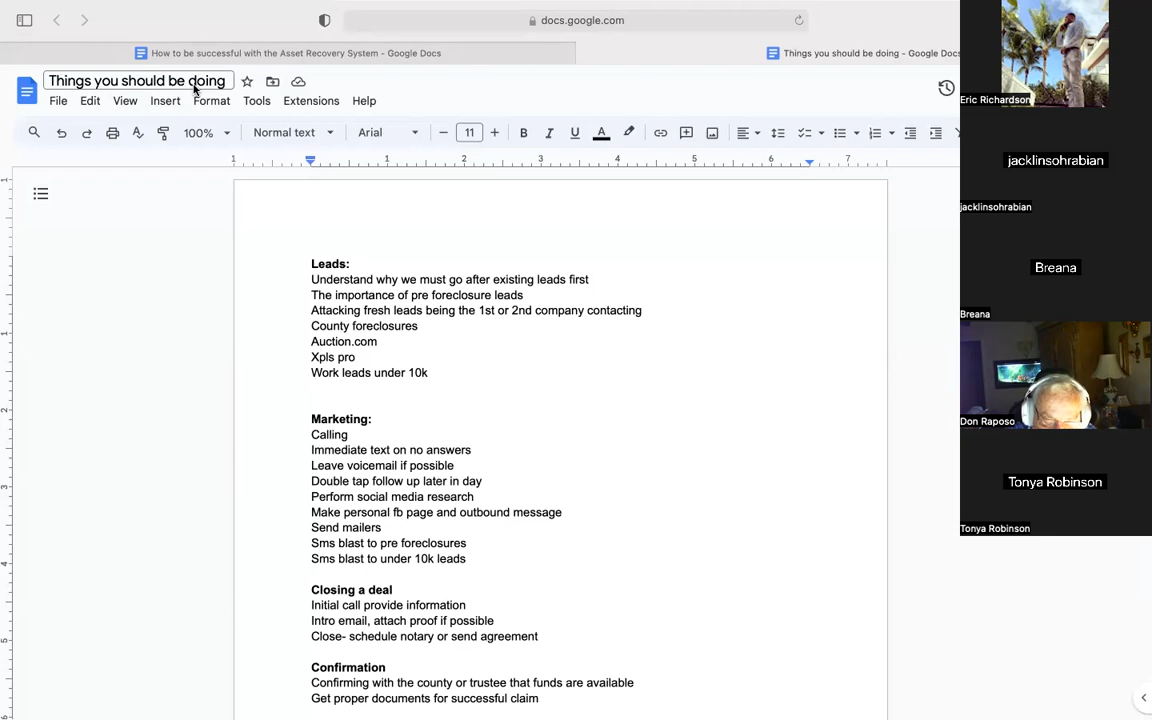 docs.google.com
How to be successful with the Asset Recovery System - Google Docs
Things you should be doing - Google Docs
Things you should be doing
File Edit View Insert Format Tools Extensions Help
100% Normal text Arial 11
1 1 2 3 4 5 6 7
Leads:
Understand why we must go after existing leads first
The importance of pre foreclosure leads
Attacking fresh leads being the 1st or 2nd company contacting
County foreclosures
Auction.com
Xpls pro
Work leads under 10k
Marketing:
Calling
Immediate text on no answers
Leave voicemail if possible
Double tap follow up later in day
Perform social media research
Make personal fb page and outbound message
Send mailers
Sms blast to pre foreclosures
Sms blast to under 10k leads
Closing a deal
Initial call provide information
Intro email, attach proof if possible
Close- schedule notary or send agreement
Confirmation
Confirming with the county or trustee that funds are available
Get proper documents for successful claim
Eric Richardson
jacklinsohrabian
jacklinsohrabian
Breana
Breana
Don Raposo
Tonya Robinson
Tonya Robinson